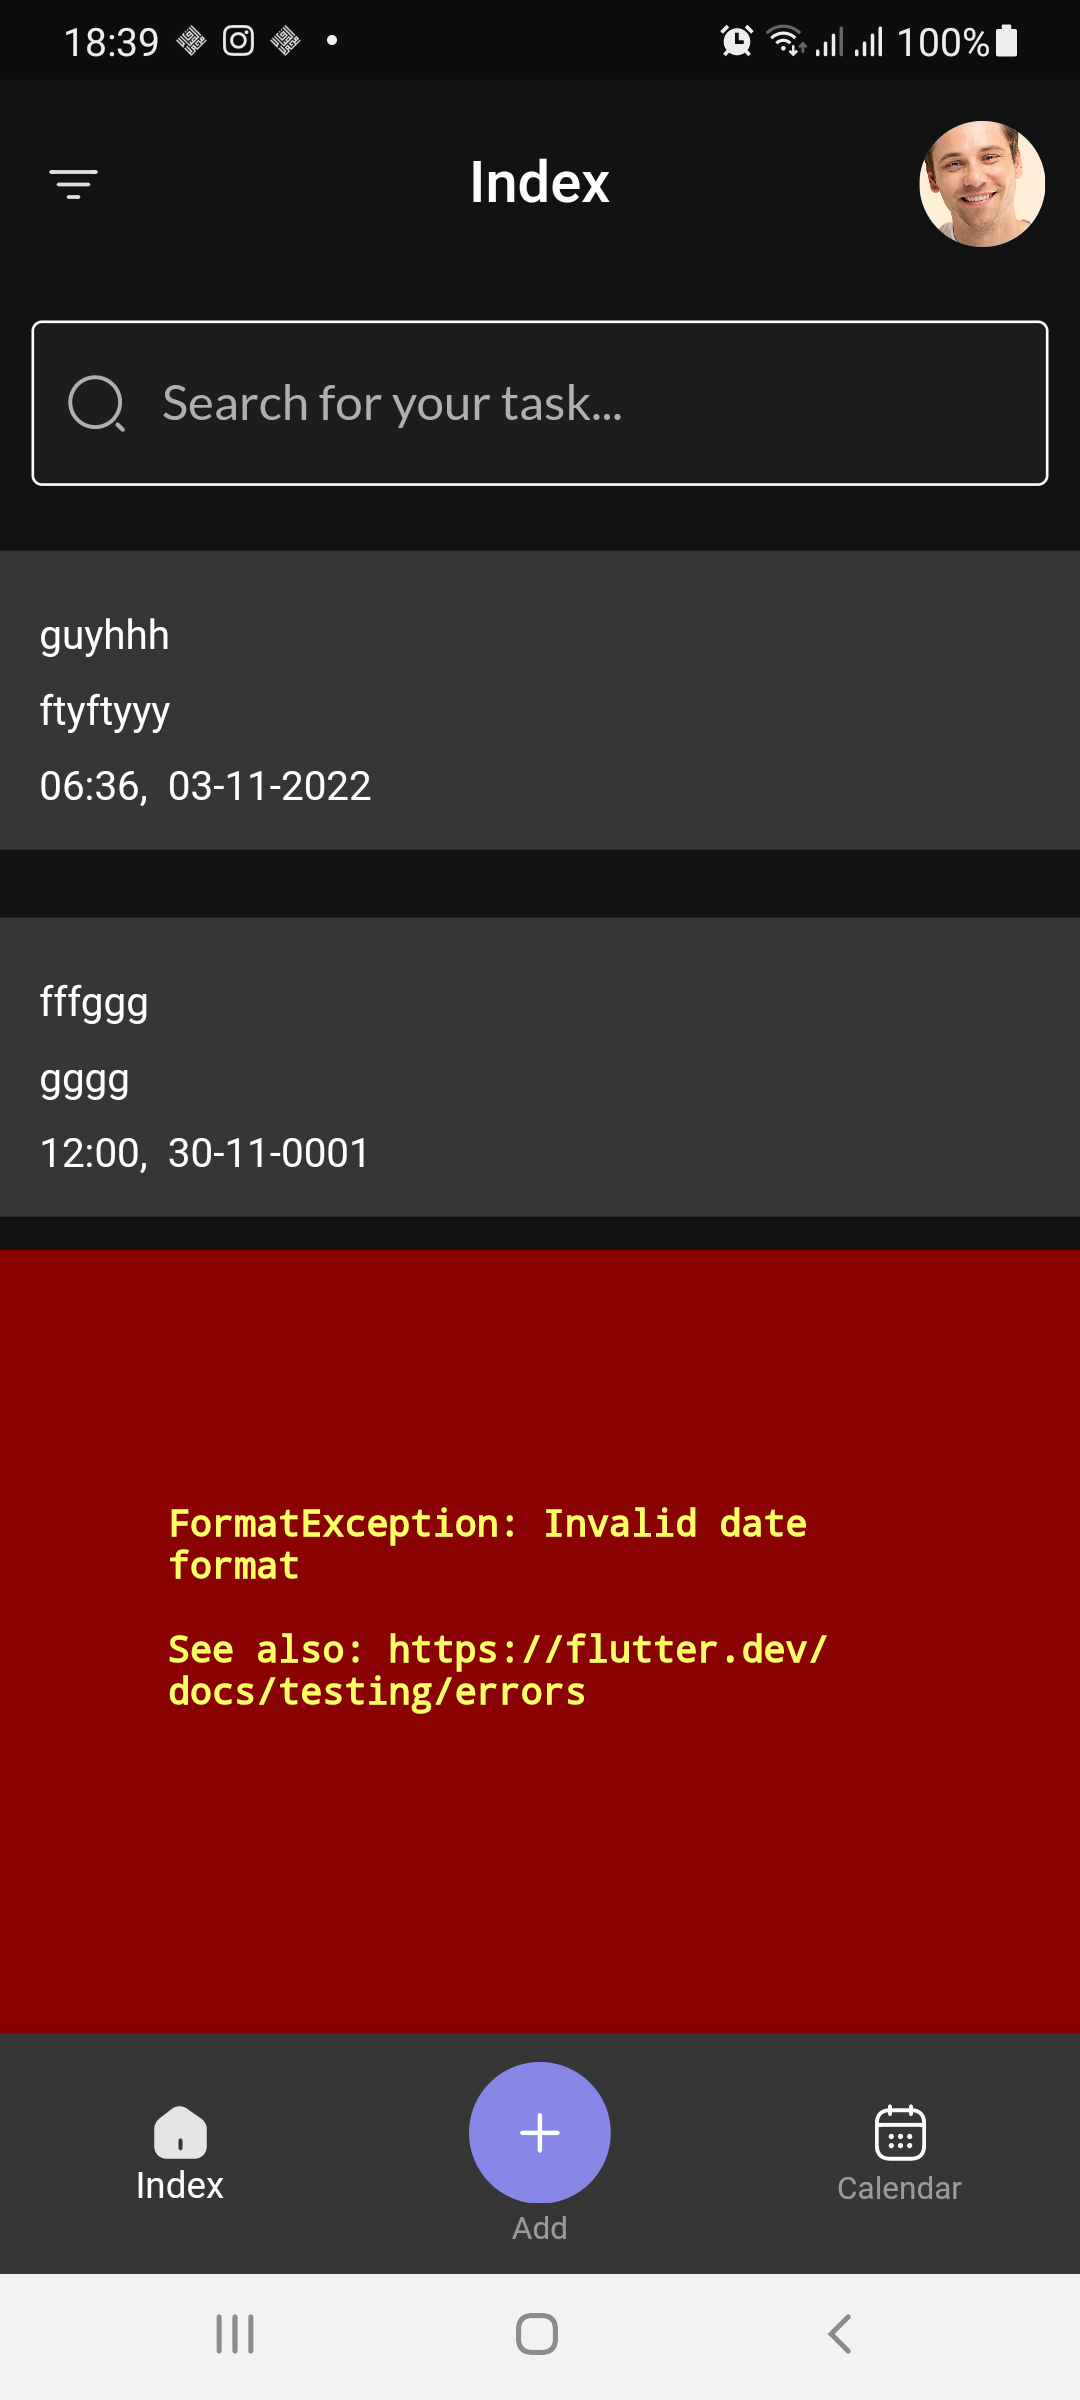 18:39
100%
Index
Search for your task...
guyhhh
ftyftyyy
06:36, 03-11-2022
fffggg
gggg
12:00, 30-11-0001
FormatException: Invalid date
format
See also: https://flutter.dev/
docs/testing/errors
Index
Add
Calendar